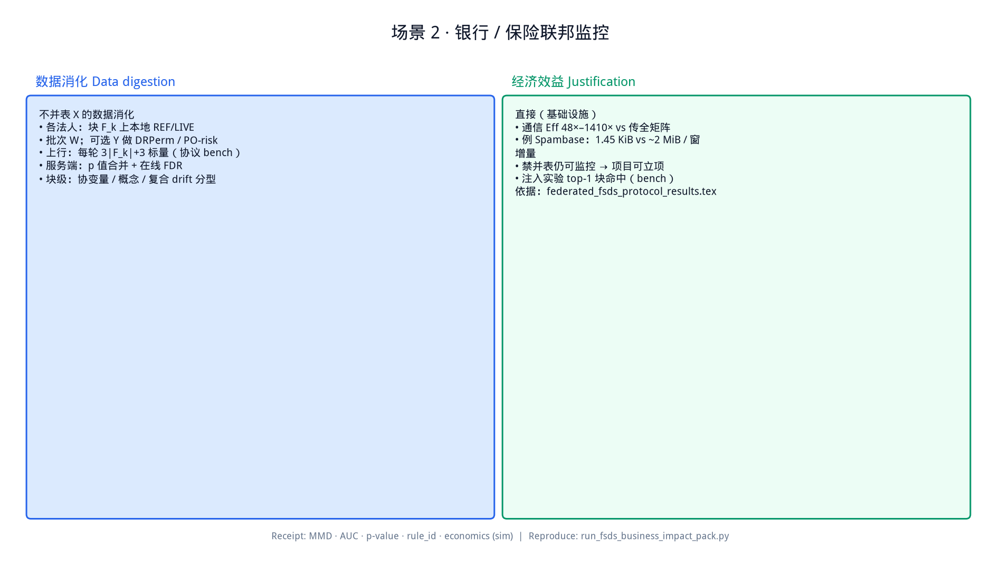 场景 2 · 银行 / 保险联邦监控
数据消化 Data digestion
不并表 X 的数据消化
• 各法人：块 F_k 上本地 REF/LIVE
• 批次 W；可选 Y 做 DRPerm / PO-risk
• 上行：每轮 3|F_k|+3 标量（协议 bench）
• 服务端：p 值合并 + 在线 FDR
• 块级：协变量 / 概念 / 复合 drift 分型
经济效益 Justification
直接（基础设施）
• 通信 Eff 48×–1410× vs 传全矩阵
• 例 Spambase：1.45 KiB vs ~2 MiB / 窗
增量
• 禁并表仍可监控 → 项目可立项
• 注入实验 top-1 块命中（bench）
依据：federated_fsds_protocol_results.tex
Receipt: MMD · AUC · p-value · rule_id · economics (sim)  |  Reproduce: run_fsds_business_impact_pack.py